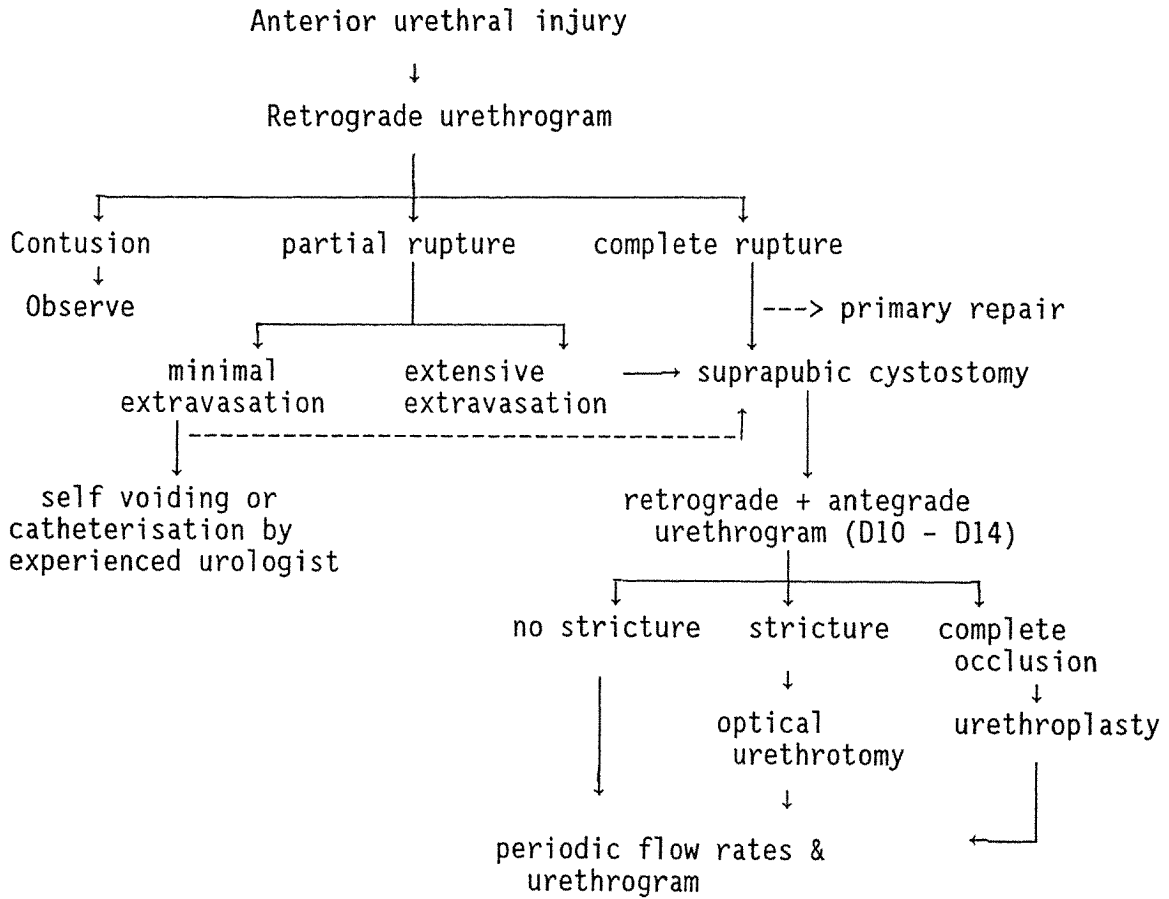 Anterior urethral injury
Retrograde urethrogram
Contusion
partial rupture
complete rupture
Observe
---> primary repair
minimal
extravasation
extensive
extravasation
suprapubic cystostomy
self voiding or
catheterisation by
experienced urologist
retrograde + antegrade
urethrogram (D10 - D14)
no stricture
stricture
complete
occlusion
optical
urethrotomy
urethroplasty
periodic flow rates &
urethrogram